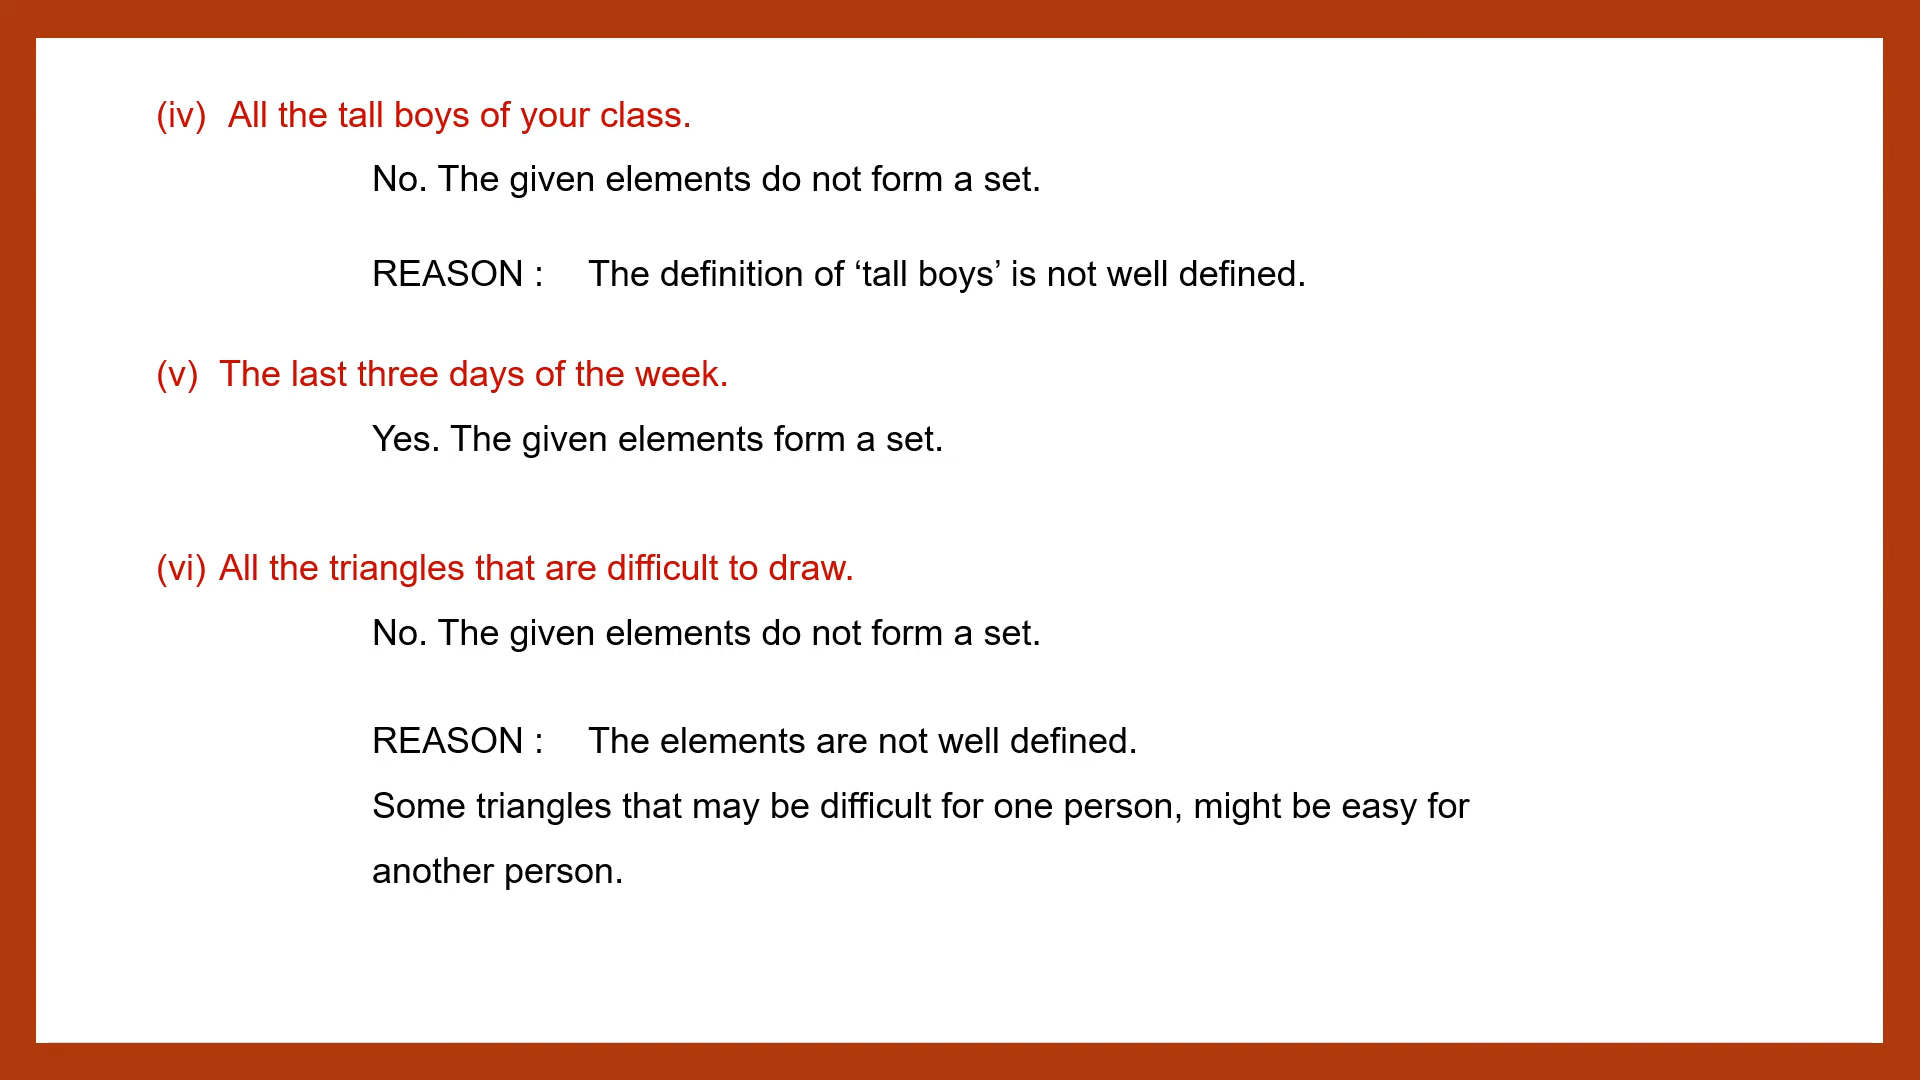 (iv) All the tall boys of your class.
No. The given elements do not form a set.
REASON : The definition of ‘tall boys’ is not well defined.
(v) The last three days of the week.
Yes. The given elements form a set.
(vi) All the triangles that are difficult to draw.
No. The given elements do not form a set.
REASON : The elements are not well defined.
Some triangles that may be difficult for one person, might be easy for
another person.